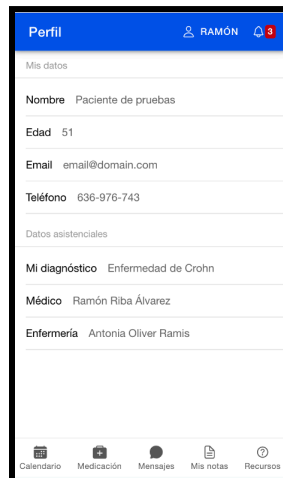 Perfil RAMÓN 3
Mis datos
Nombre Paciente de pruebas
Edad 51
Email email@domain.com
Teléfono 636-976-743
Datos asistenciales
Mi diagnóstico Enfermedad de Crohn
Médico Ramón Riba Álvarez
Enfermería Antonia Oliver Ramis
Calendario Medicación Mensajes Mis notas Recursos